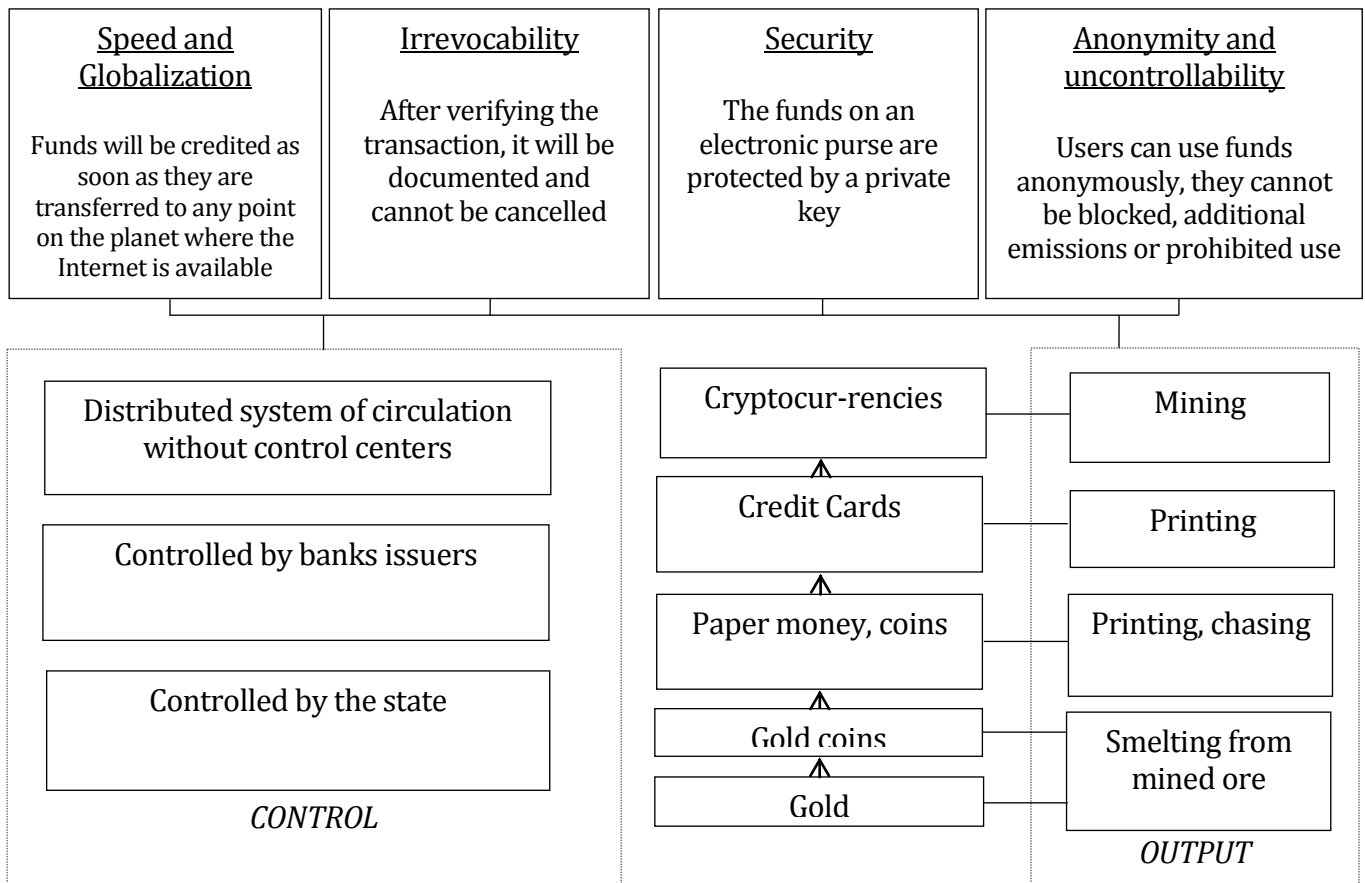 Speed and
Globalization
Funds will be credited as
soon as they are
transferred to any point
on the planet where the
Internet is available
Irrevocability
After verifying the
transaction, it will be
documented and
cannot be cancelled
Security
The funds on an
electronic purse are
protected by a private
key
Anonymity and
uncontrollability
Users can use funds
anonymously, they cannot
be blocked, additional
emissions or prohibited use
Distributed system of circulation
without control centers
Controlled by banks issuers
Controlled by the state
CONTROL
Cryptocur-rencies
Credit Cards
Paper money, coins
Gold coins
Gold
Mining
Printing
Printing, chasing
Smelting from
mined ore
OUTPUT